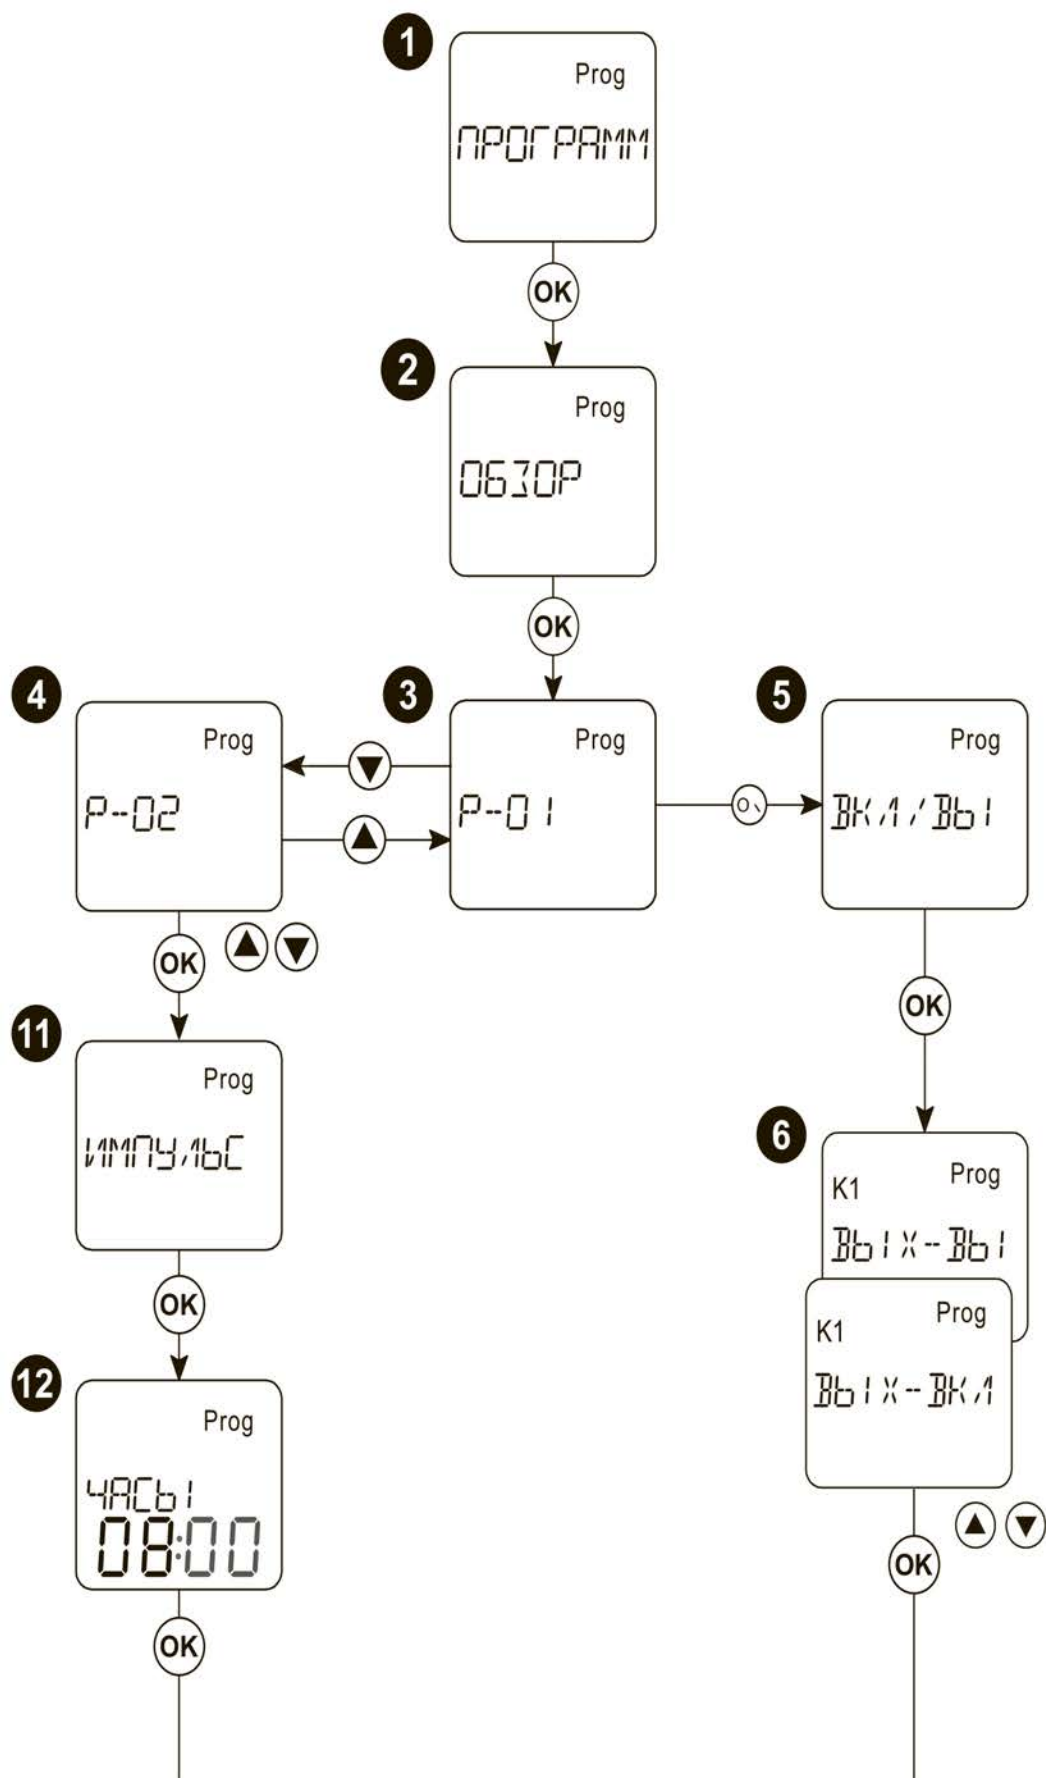 1
Prog
ПРОГРАММ
OK
2
Prog
ОБЗОР
OK
4
Prog
P-02
3
Prog
P-01
5
Prog
ВКЛ/ВЫ
OK
OK
11
Prog
ИМПУЛЬС
6
K1 Prog
ВЫХ-ВЫ
K1 Prog
ВЫХ-ВКЛ
OK
12
Prog
ЧАСЫ
08:00
OK
OK